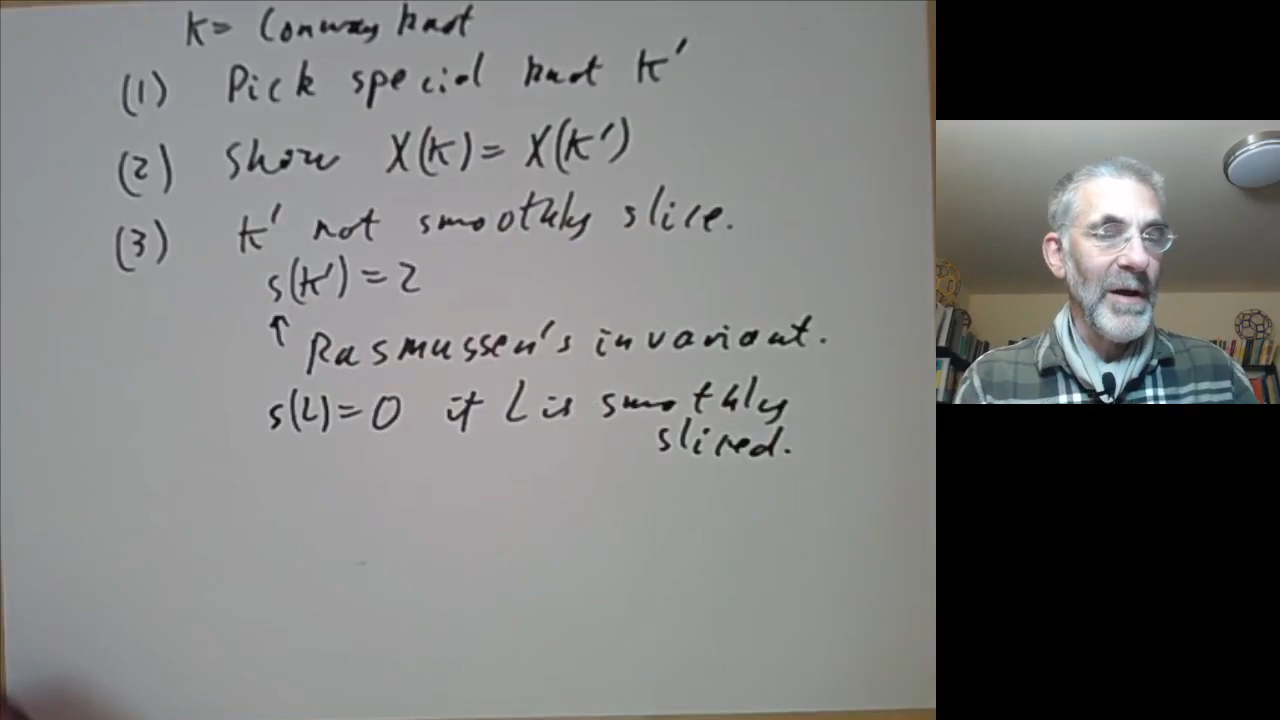 K = Conway knot
(1) Pick special knot K'
(2) Show X(K) = X(K')
(3) K' not smoothly slice.
s(K') = 2
↑ Rasmussen's invariant.
s(L) = 0 if L is smothly
sliced.